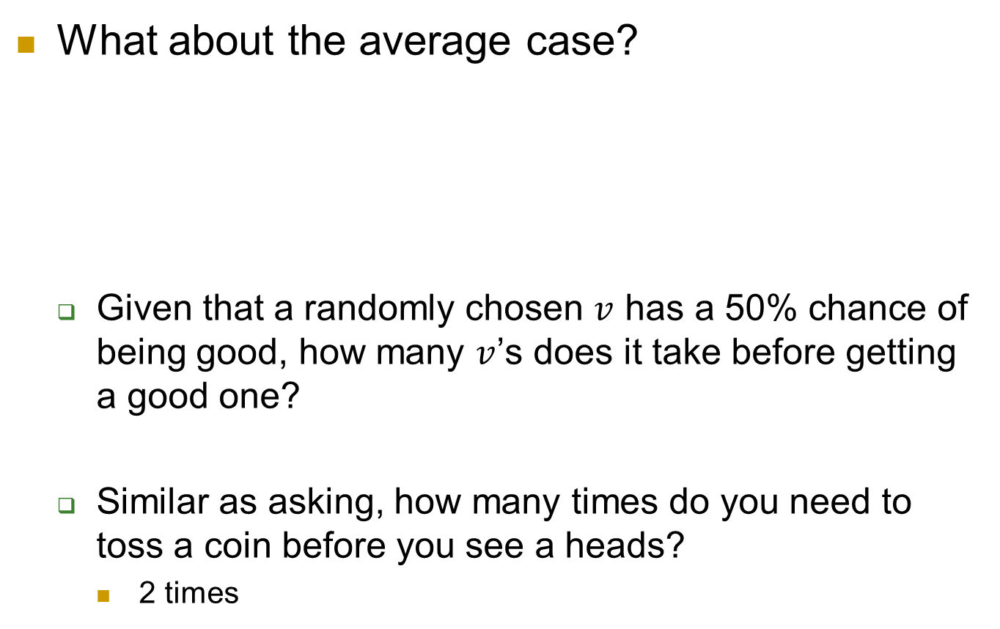 What about the average case?
Given that a randomly chosen 𝑣 has a 50% chance of
being good, how many 𝑣’s does it take before getting
a good one?
Similar as asking, how many times do you need to
toss a coin before you see a heads?
2 times